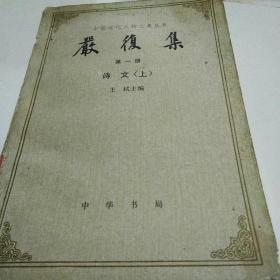 中国近代人物文集丛书
嚴復集
第一册
诗文〈上〉
王栻主编
中华书局